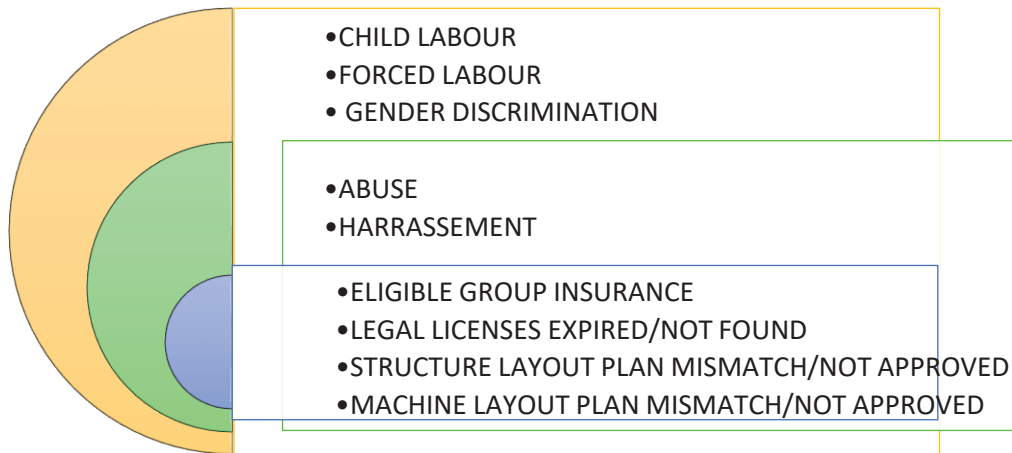 •CHILD LABOUR
•FORCED LABOUR
• GENDER DISCRIMINATION
•ABUSE
•HARRASSEMENT
•ELIGIBLE GROUP INSURANCE
•LEGAL LICENSES EXPIRED/NOT FOUND
•STRUCTURE LAYOUT PLAN MISMATCH/NOT APPROVED
•MACHINE LAYOUT PLAN MISMATCH/NOT APPROVED